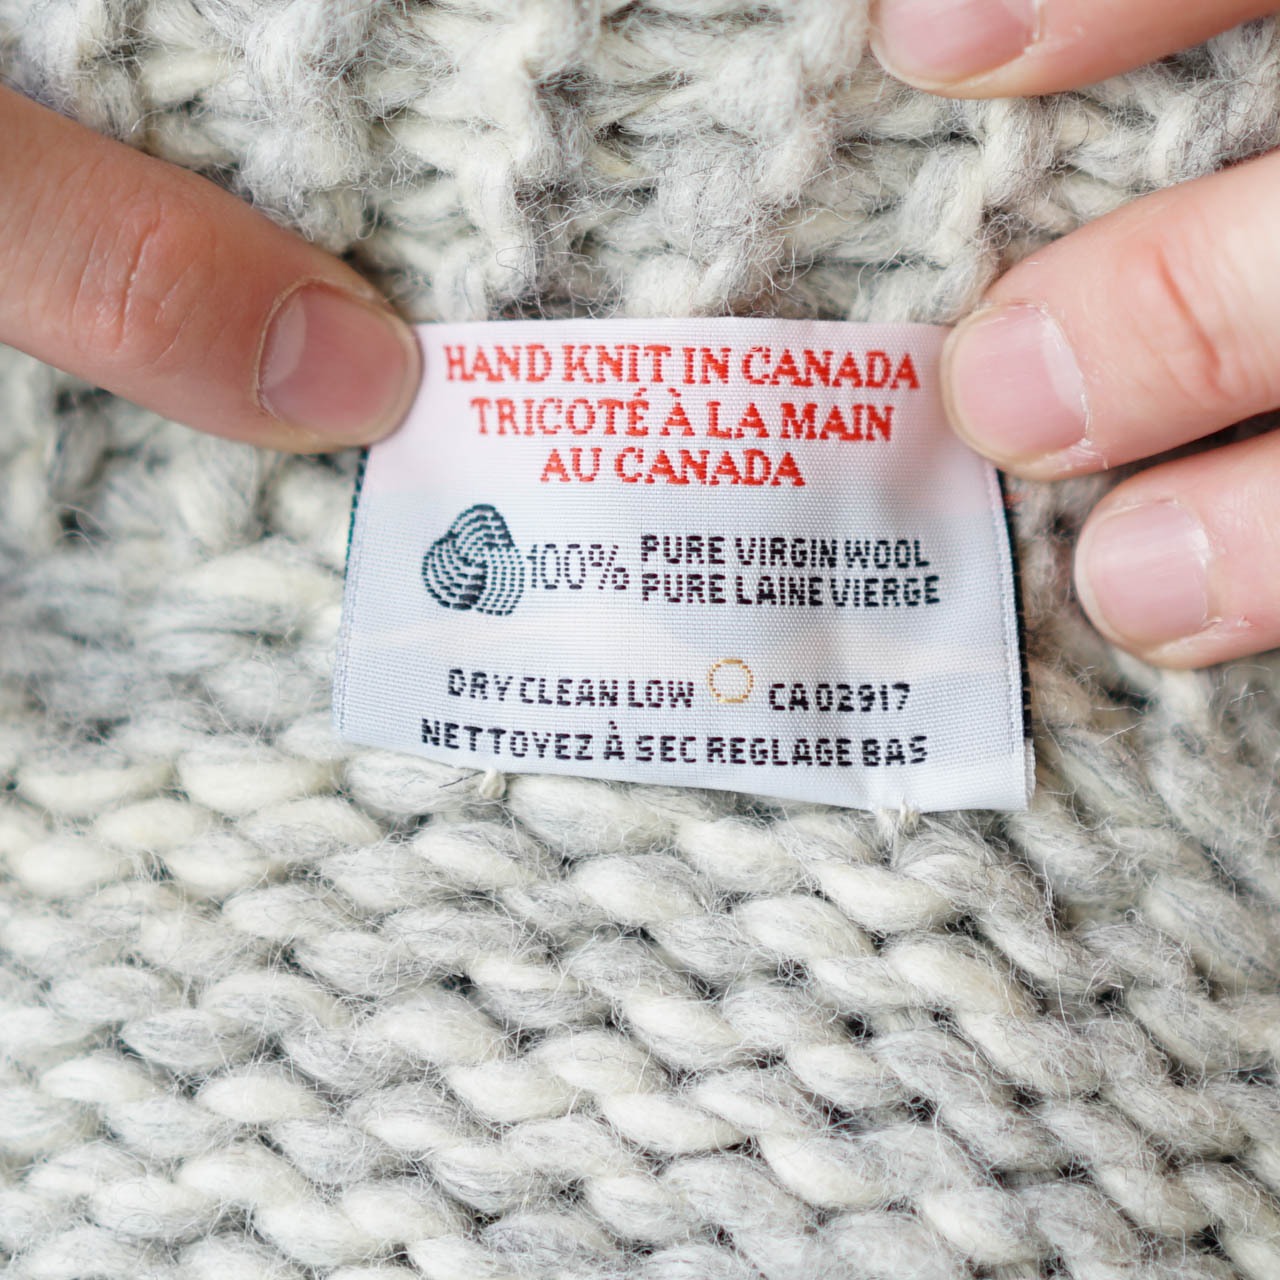 HAND KNIT IN CANADA
TRICOTÉ À LA MAIN
AU CANADA
100% PURE VIRGIN WOOL
PURE LAINE VIERGE
DRY CLEAN LOW CA02917
NETTOYEZ À SEC REGLAGE BAS